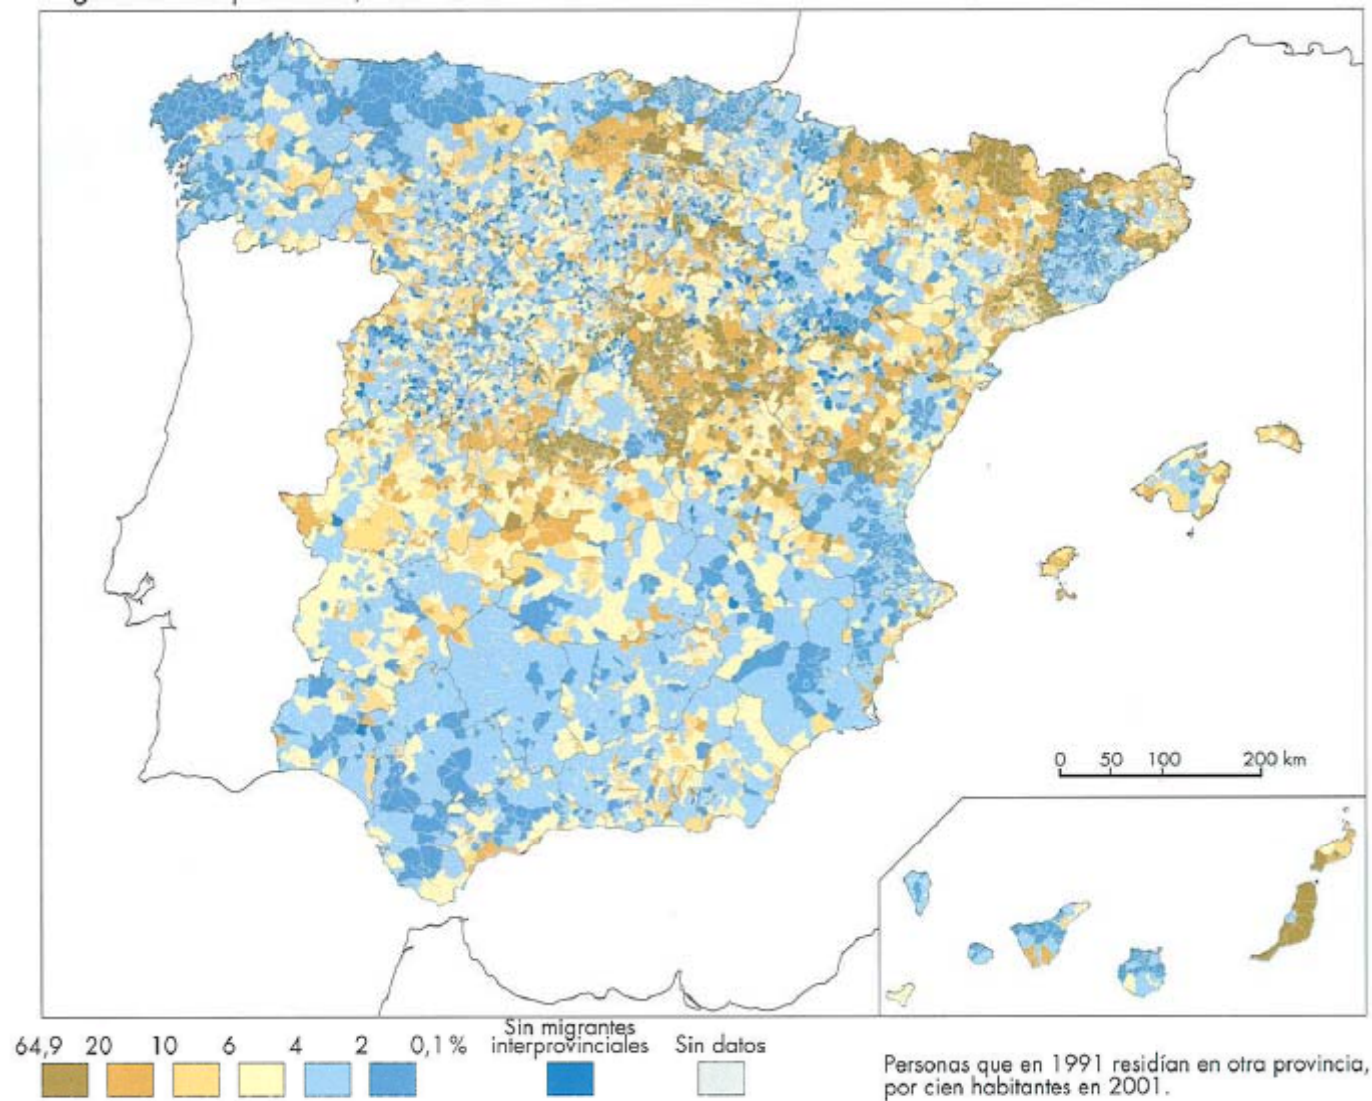 0 50 100 200 km
Sin migrantes
64,9 20 10 6 4 2 0,1% interprovinciales Sin datos
Personas que en 1991 residían en otra provincia,
por cien habitantes en 2001.